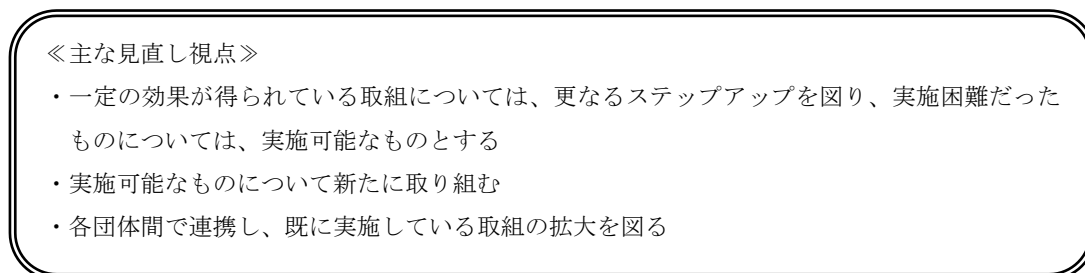 ≪主な見直し視点≫
・一定の効果が得られている取組については、更なるステップアップを図り、実施困難だった
ものについては、実施可能なものとする
・実施可能なものについて新たに取り組む
・各団体間で連携し、既に実施している取組の拡大を図る